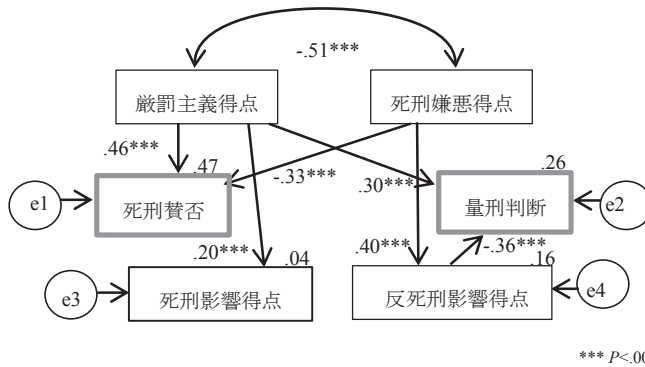 -.51***
厳罰主義得点
死刑嫌悪得点
.46***
.47
-.33***
.30***
.26
e1
死刑賛否
量刑判断
e2
.20***
.04
.40***
-.36***
.16
e3
死刑影響得点
反死刑影響得点
e4
*** P<.00